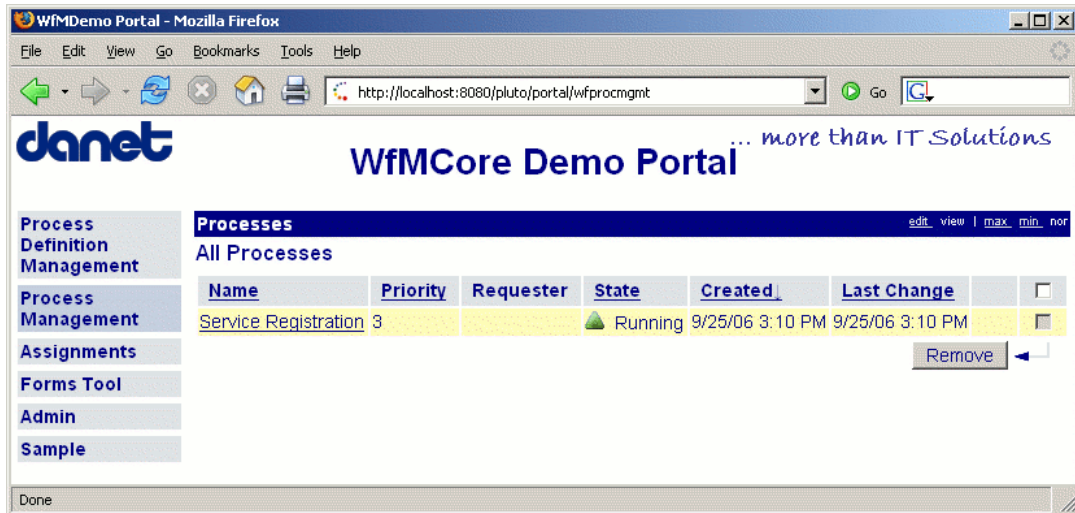 WfMDemo Portal - Mozilla Firefox
File Edit View Go Bookmarks Tools Help
http://localhost:8080/pluto/portal/wfprocmgmt Go G
danet
... more than IT Solutions
WfMCore Demo Portal
Process
Definition
Management
Process
Management
Assignments
Forms Tool
Admin
Sample
Processes edit view | max min nor
All Processes
Name Priority Requester State Created↓ Last Change
Service Registration 3 Running 9/25/06 3:10 PM 9/25/06 3:10 PM
Remove
Done